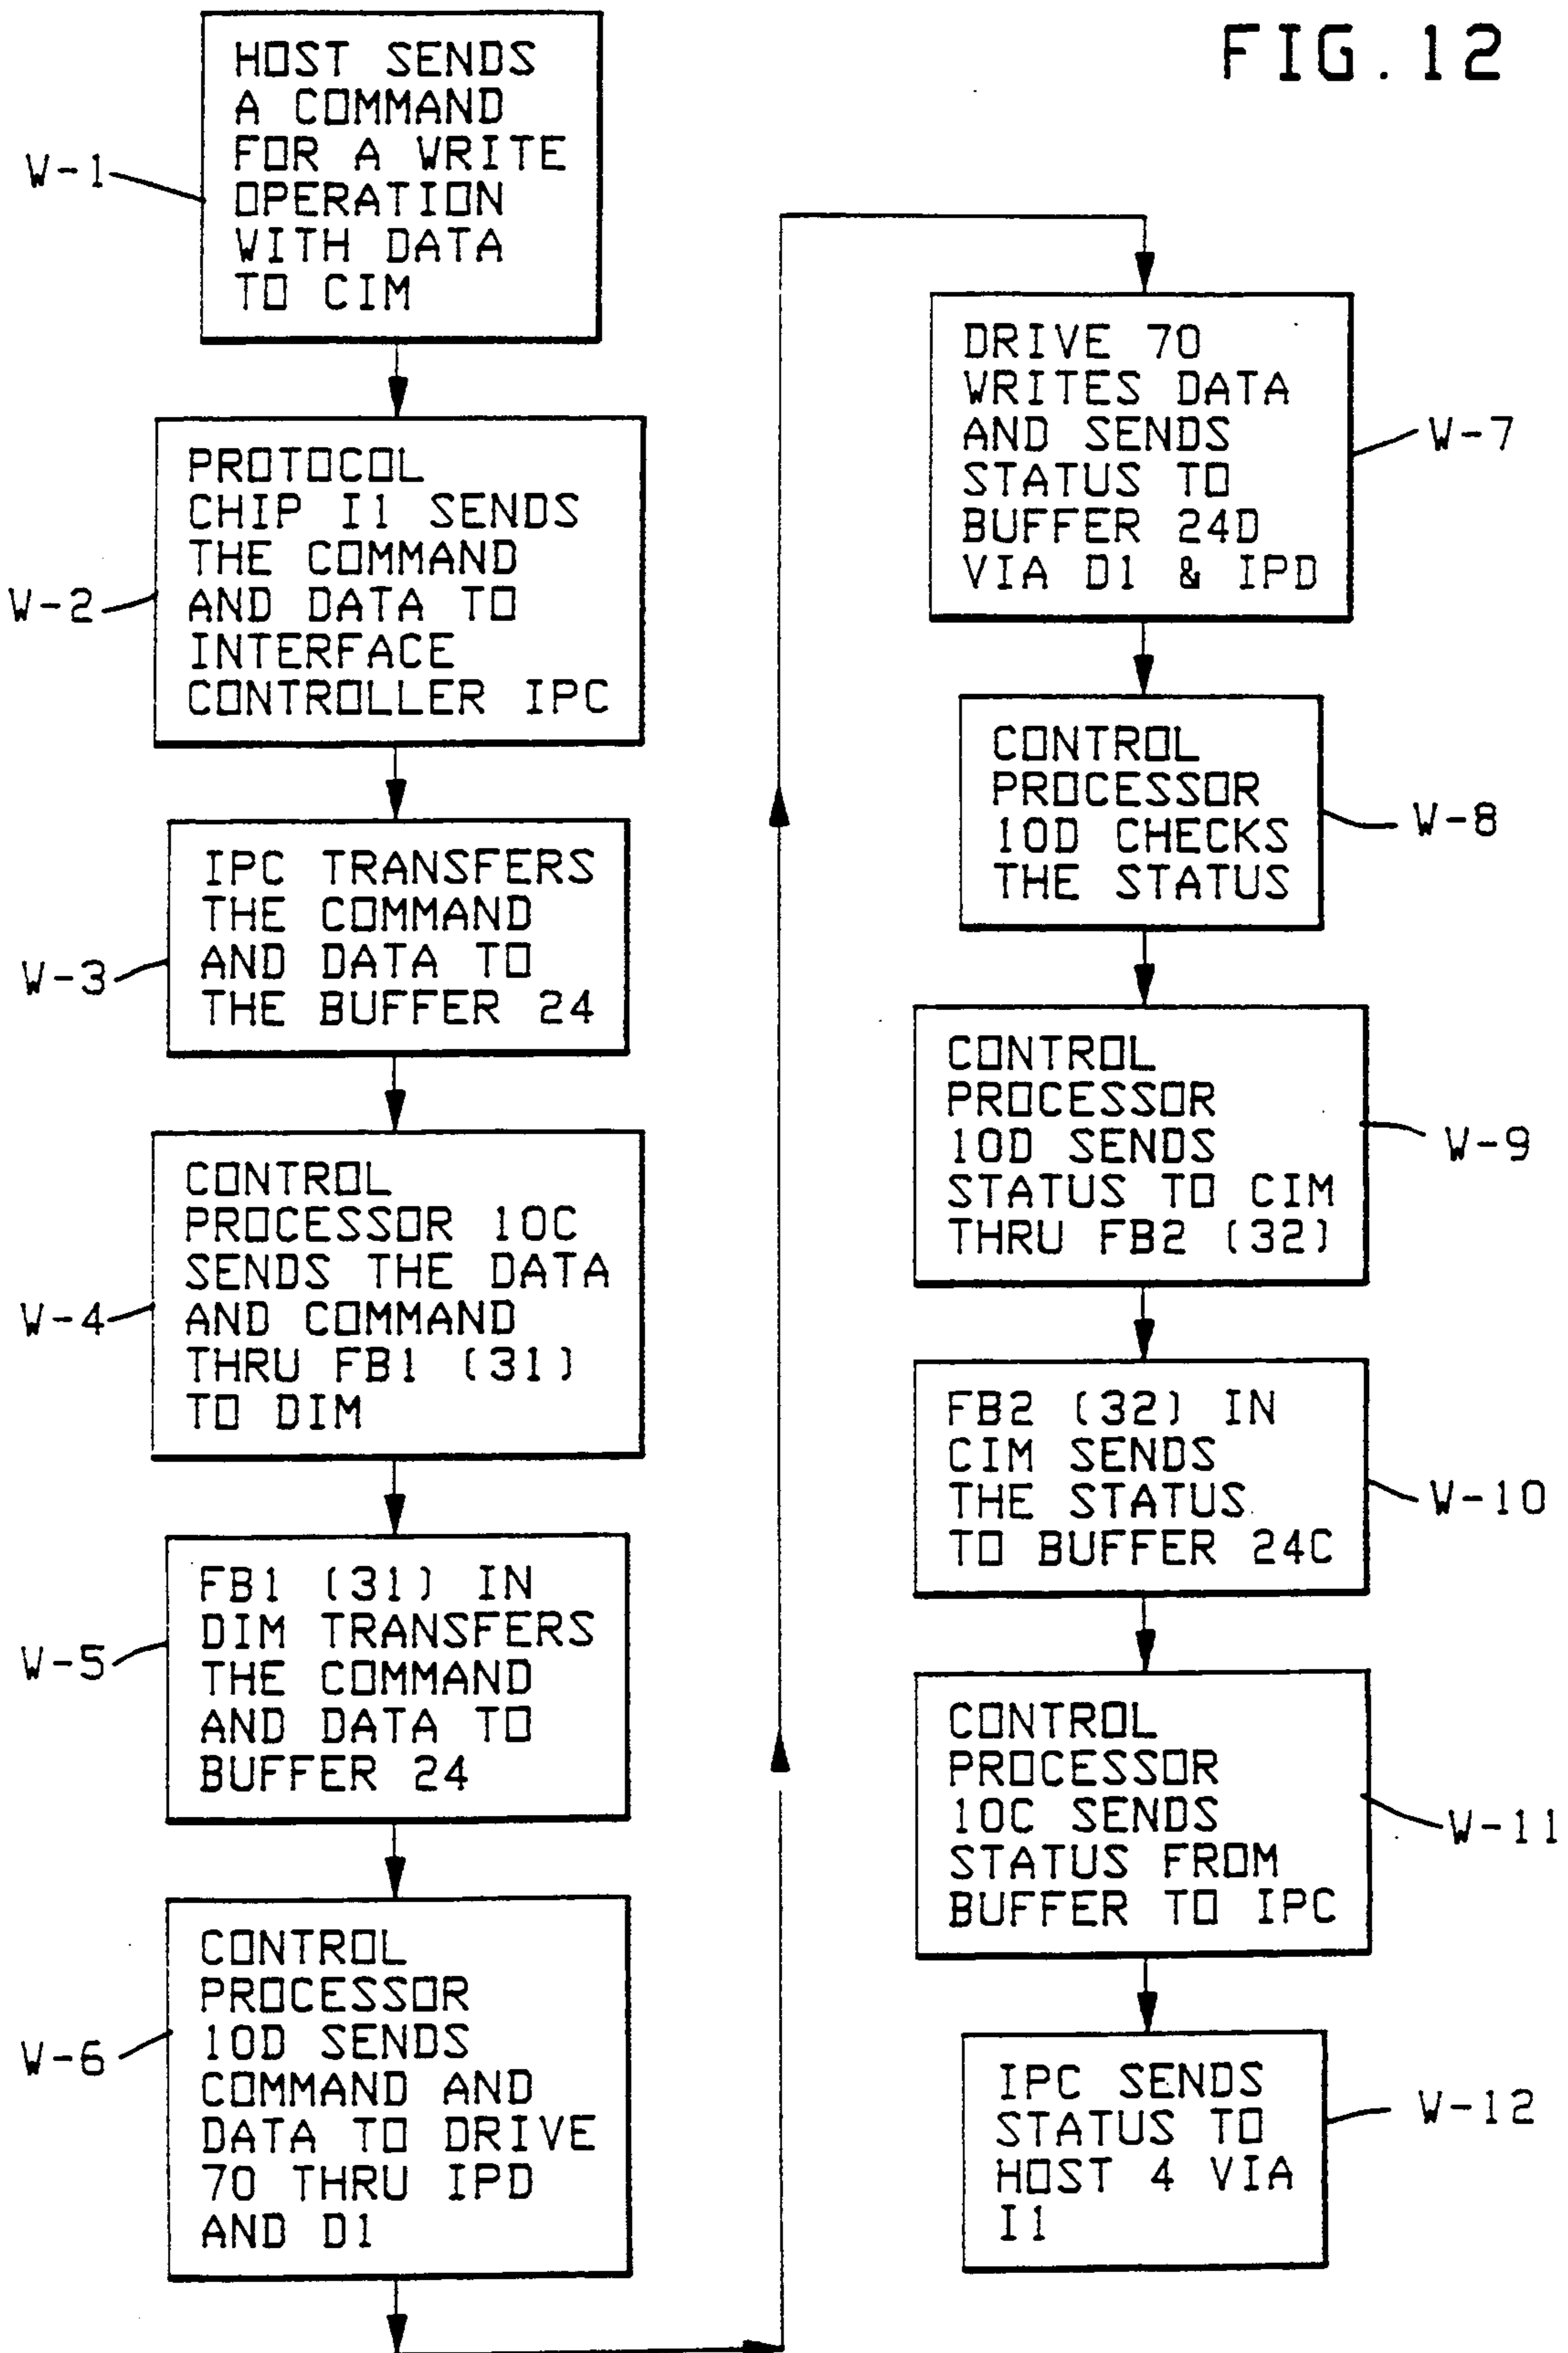 FIG. 12
W-1
HOST SENDS
A COMMAND
FOR A WRITE
OPERATION
WITH DATA
TO CIM
W-2
PROTOCOL
CHIP I1 SENDS
THE COMMAND
AND DATA TO
INTERFACE
CONTROLLER IPC
W-3
IPC TRANSFERS
THE COMMAND
AND DATA TO
THE BUFFER 24
W-4
CONTROL
PROCESSOR 10C
SENDS THE DATA
AND COMMAND
THRU FB1 (31)
TO DIM
W-5
FB1 (31) IN
DIM TRANSFERS
THE COMMAND
AND DATA TO
BUFFER 24
W-6
CONTROL
PROCESSOR
10D SENDS
COMMAND AND
DATA TO DRIVE
70 THRU IPD
AND D1
DRIVE 70
WRITES DATA
AND SENDS
STATUS TO
BUFFER 24D
VIA D1 & IPD
W-7
CONTROL
PROCESSOR
10D CHECKS
THE STATUS
W-8
CONTROL
PROCESSOR
10D SENDS
STATUS TO CIM
THRU FB2 (32)
W-9
FB2 (32) IN
CIM SENDS
THE STATUS
TO BUFFER 24C
W-10
CONTROL
PROCESSOR
10C SENDS
STATUS FROM
BUFFER TO IPC
W-11
IPC SENDS
STATUS TO
HOST 4 VIA
I1
W-12